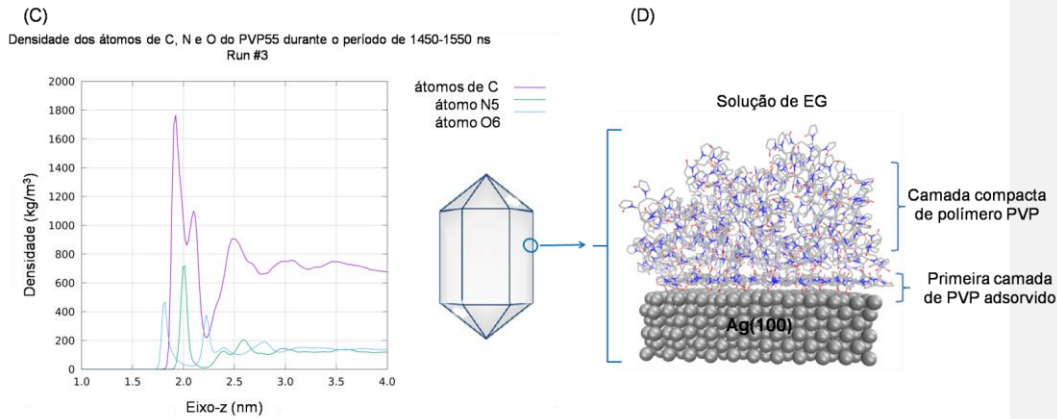 (C)
Densidade dos átomos de C, N e O do PVP55 durante o período de 1450-1550 ns
Run #3
2000
1800
1600
1400
1200
1000
800
600
400
200
0
Densidade (kg/m³)
1.0 1.5 2.0 2.5 3.0 3.5 4.0
Eixo-z (nm)
átomos de C
átomo N5
átomo O6
(D)
Solução de EG
Camada compacta
de polímero PVP
Primeira camada
de PVP adsorvido
Ag(100)